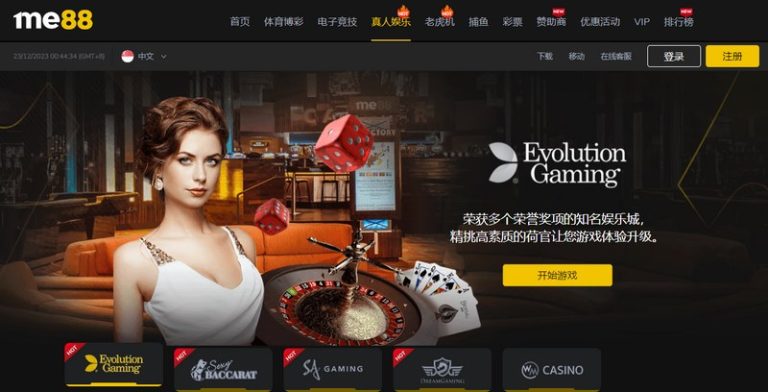 1me88
首页 体育博彩 电子竞技 真人娱乐 老虎机 捕鱼 彩票 赞助商 优惠活动 VIP 排行榜
HOT HOT NEW NEW
23/12/2023 00:44:34 (GMT+8) 中文 下载 移动 在线客服 登录 注册
me88
Evolution
Gaming
荣获多个荣誉奖项的知名娱乐城，
精挑高素质的荷官让您游戏体验升级。
开始游戏
HOT Evolution Gaming
HOT Sexy BACCARAT
HOT SA GAMING
HOT DREAMGAMING
WM CASINO